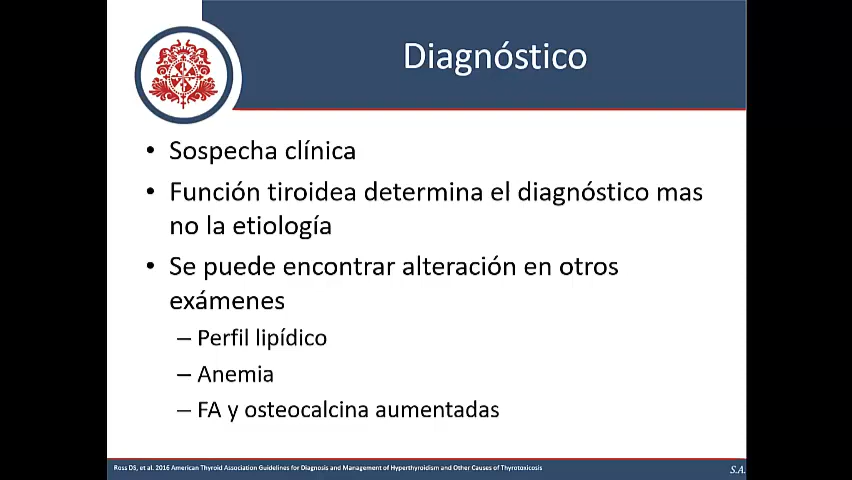 Diagnóstico
• Sospecha clínica
• Función tiroidea determina el diagnóstico mas
no la etiología
• Se puede encontrar alteración en otros
exámenes
– Perfil lipídico
– Anemia
– FA y osteocalcina aumentadas
Ross DS, et al. 2016 American Thyroid Association Guidelines for Diagnosis and Management of Hyperthyroidism and Other Causes of Thyrotoxicosis
S.A.